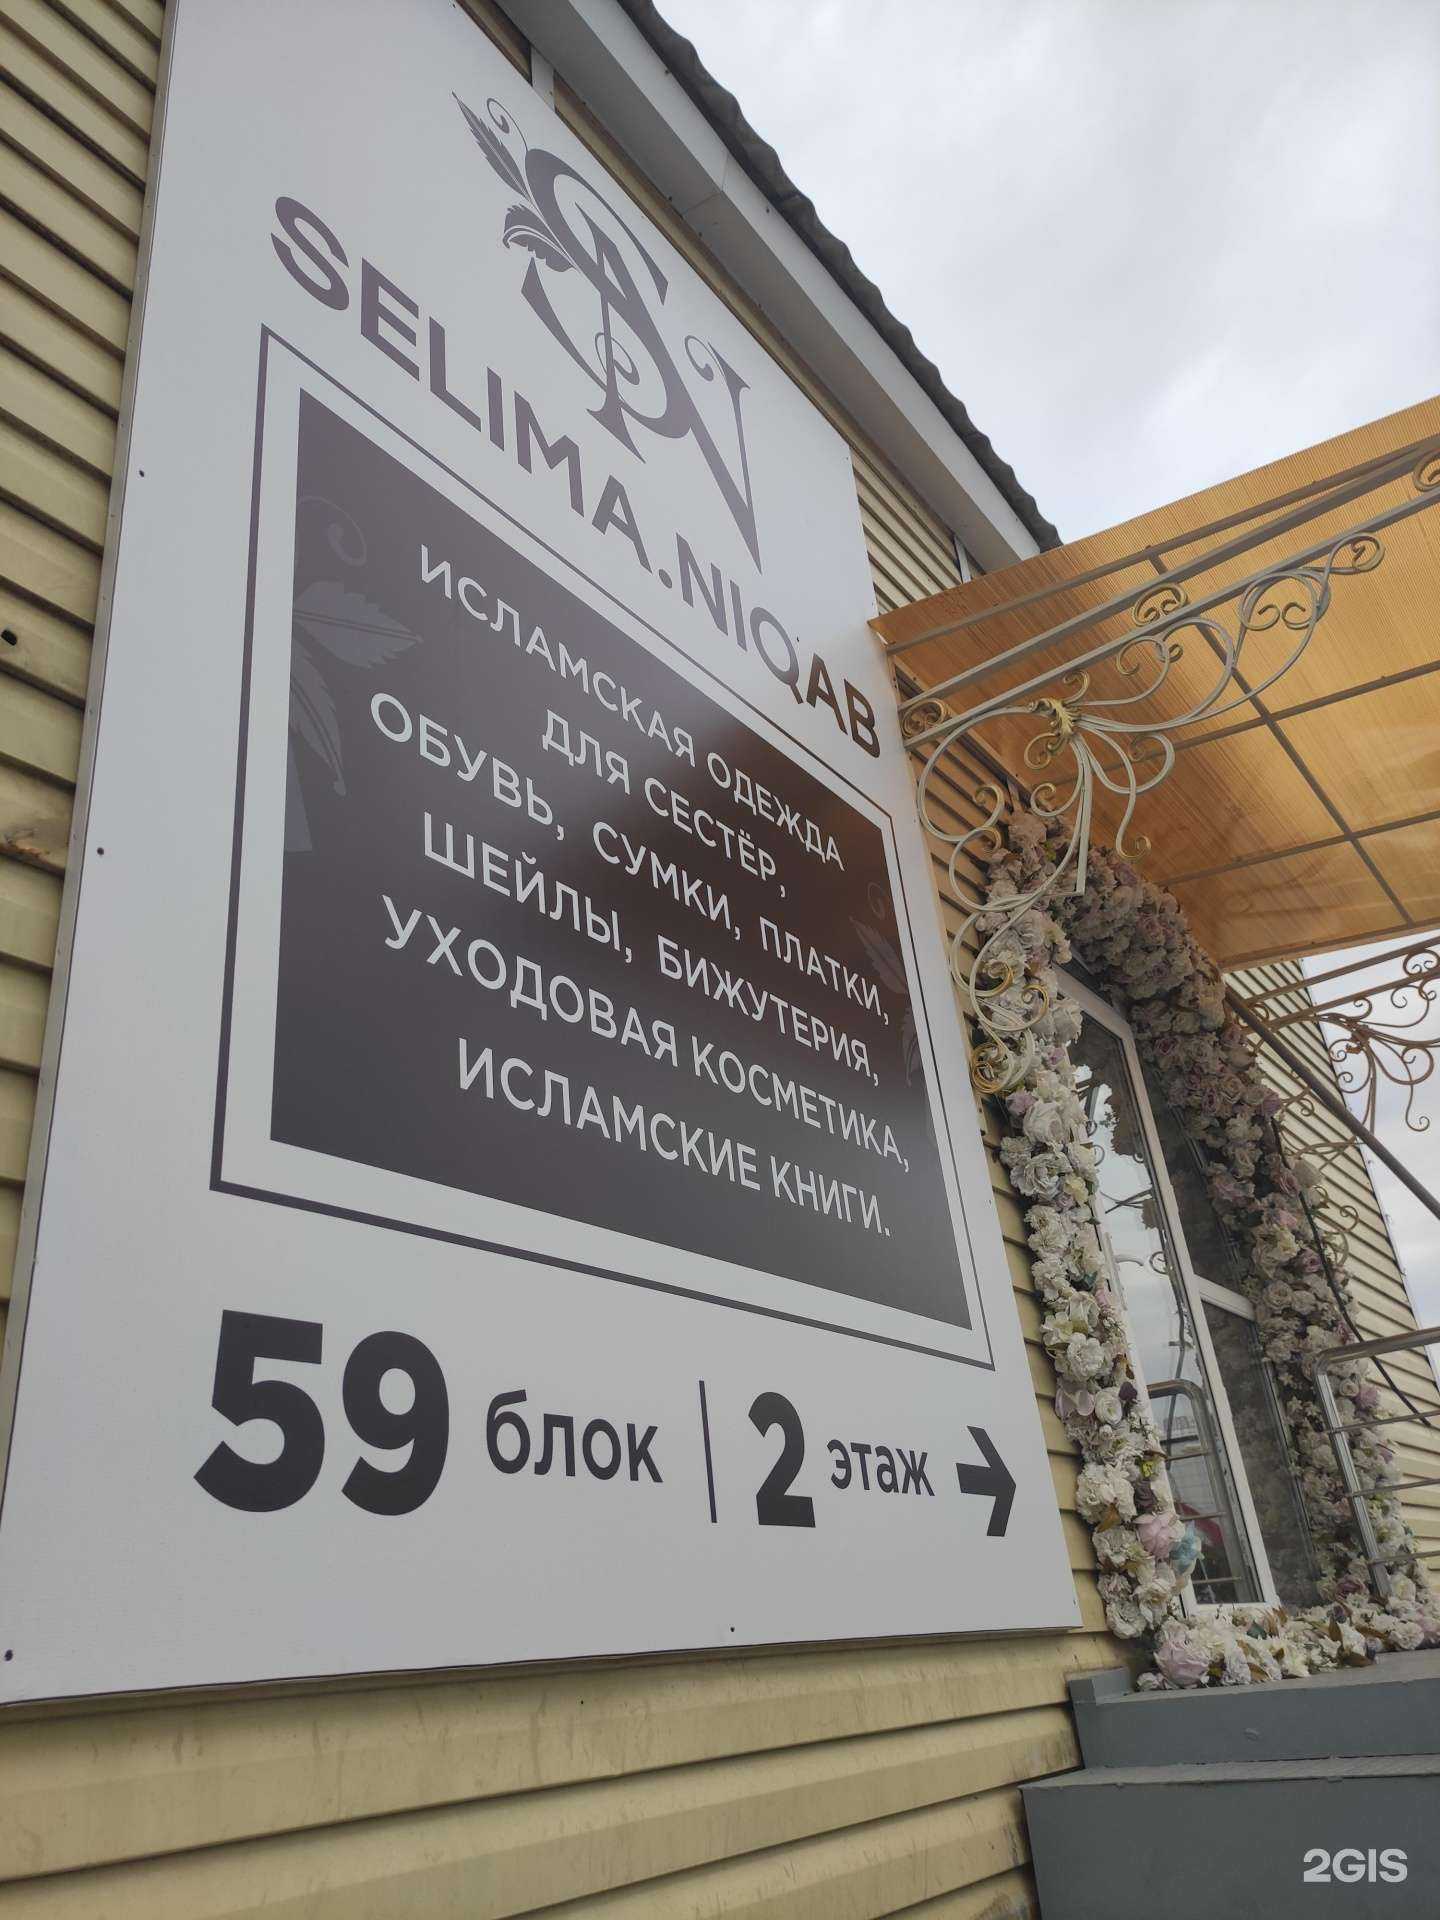 SN
SELIMA.NIQAB
ИСЛАМСКАЯ ОДЕЖДА
ДЛЯ СЕСТЁР,
ОБУВЬ, СУМКИ, ПЛАТКИ,
ШЕЙЛЫ, БИЖУТЕРИЯ,
УХОДОВАЯ КОСМЕТИКА,
ИСЛАМСКИЕ КНИГИ.
59 блок | 2 этаж →
2GIS